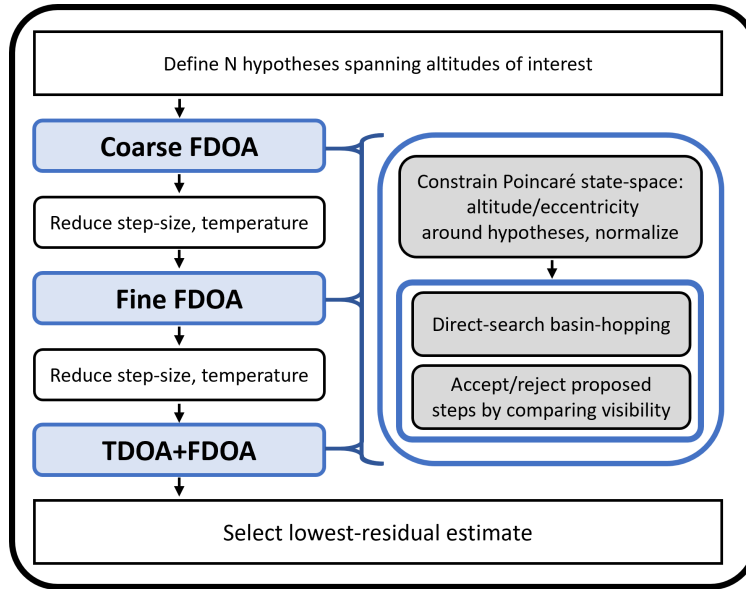 Define N hypotheses spanning altitudes of interest
Coarse FDOA
Reduce step-size, temperature
Fine FDOA
Reduce step-size, temperature
TDOA+FDOA
Select lowest-residual estimate
Constrain Poincaré state-space:
altitude/eccentricity
around hypotheses, normalize
Direct-search basin-hopping
Accept/reject proposed
steps by comparing visibility